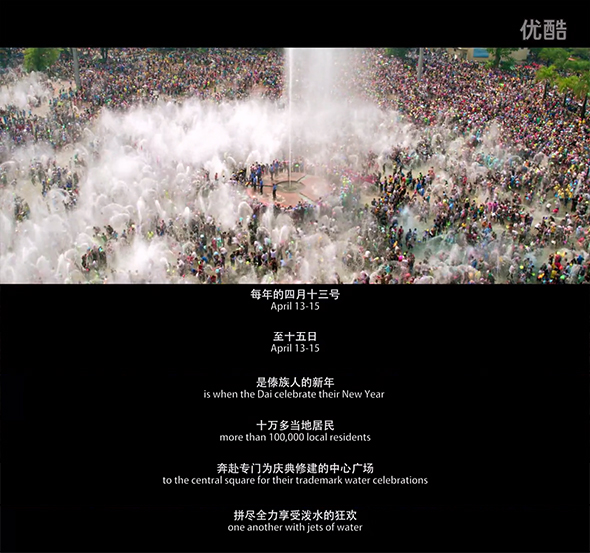 优酷
每年的四月十三号
April 13-15
至十五日
April 13-15
是傣族人的新年
is when the Dai celebrate their New Year
十万多当地居民
more than 100,000 local residents
奔赴专门为庆典修建的中心广场
to the central square for their trademark water celebrations
拼尽全力享受泼水的狂欢
one another with jets of water